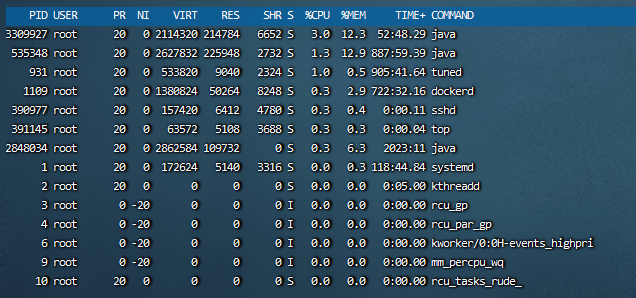 PID USER PR NI VIRT RES SHR S %CPU %MEM TIME+ COMMAND
3309927 root 20 0 2114320 214784 6652 S 3.0 12.3 52:48.29 java
535348 root 20 0 2627832 225948 2732 S 1.3 12.9 887:59.39 java
931 root 20 0 533820 9040 2324 S 1.0 0.5 905:41.64 tuned
1109 root 20 0 1380824 50264 8248 S 0.3 2.9 722:32.16 dockerd
390977 root 20 0 157420 6412 4780 S 0.3 0.4 0:00.11 sshd
391145 root 20 0 63572 5108 3688 S 0.3 0.3 0:00.04 top
2848034 root 20 0 2862584 109732 0 S 0.3 6.3 2023:11 java
1 root 20 0 172624 5140 3316 S 0.0 0.3 118:44.84 systemd
2 root 20 0 0 0 0 S 0.0 0.0 0:05.00 kthreadd
3 root 0 -20 0 0 0 I 0.0 0.0 0:00.00 rcu_gp
4 root 0 -20 0 0 0 I 0.0 0.0 0:00.00 rcu_par_gp
6 root 0 -20 0 0 0 I 0.0 0.0 0:00.00 kworker/0:0H-events_highpri
9 root 0 -20 0 0 0 I 0.0 0.0 0:00.00 mm_percpu_wq
10 root 20 0 0 0 0 S 0.0 0.0 0:00.00 rcu_tasks_rude_